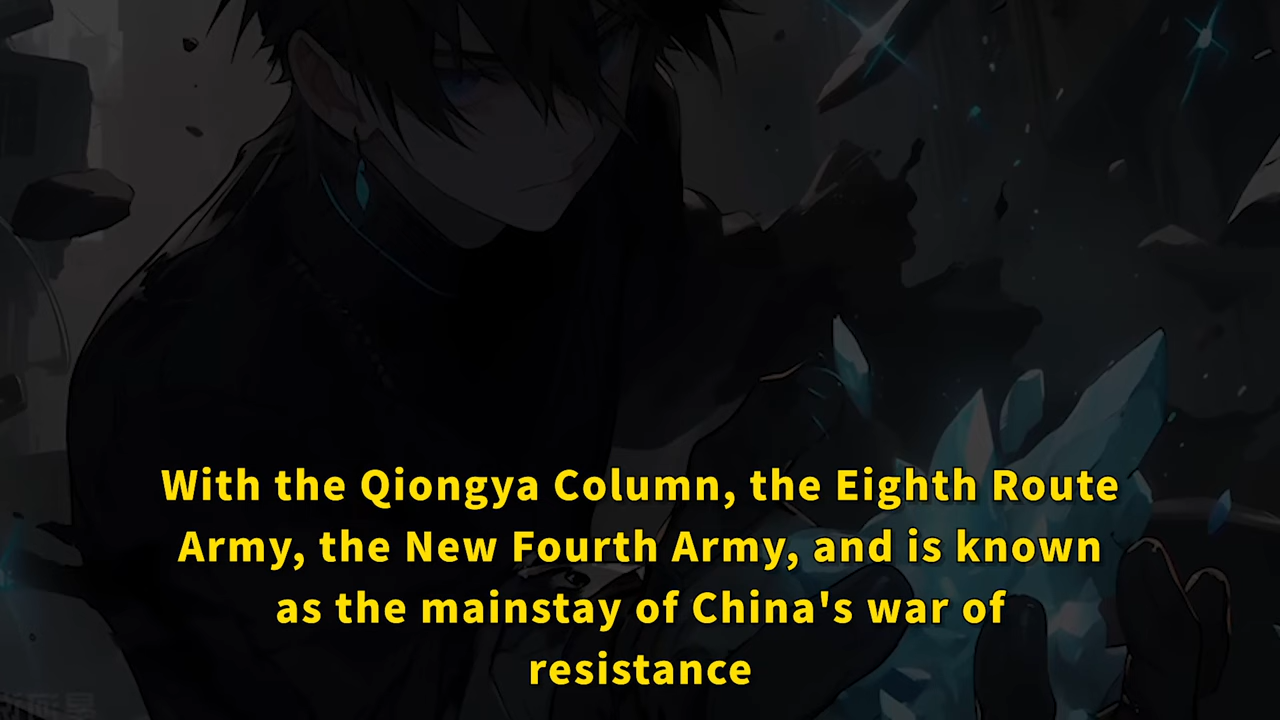 With the Qiongya Column, the Eighth Route
Army, the New Fourth Army, and is known
as the mainstay of China's war of
resistance